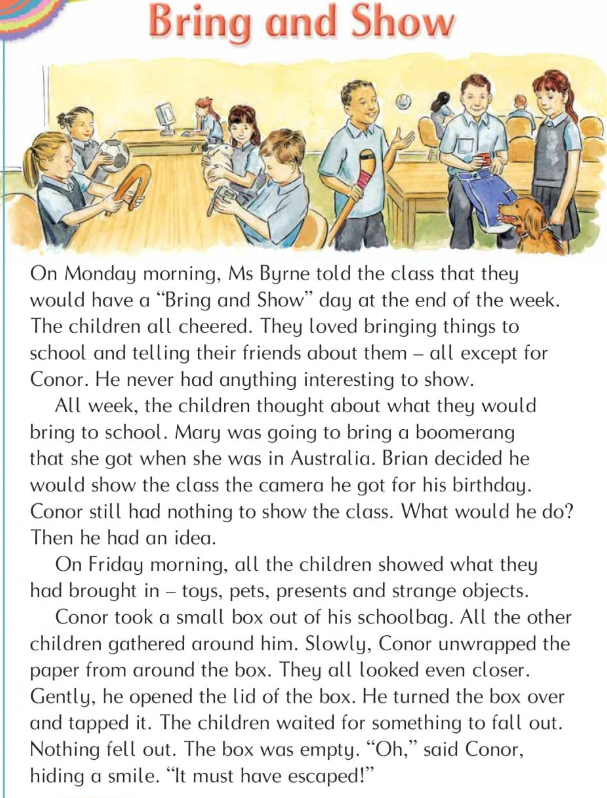 Bring and Show
On Monday morning, Ms Byrne told the class that they
would have a “Bring and Show” day at the end of the week.
The children all cheered. They loved bringing things to
school and telling their friends about them – all except for
Conor. He never had anything interesting to show.
All week, the children thought about what they would
bring to school. Mary was going to bring a boomerang
that she got when she was in Australia. Brian decided he
would show the class the camera he got for his birthday.
Conor still had nothing to show the class. What would he do?
Then he had an idea.
On Friday morning, all the children showed what they
had brought in – toys, pets, presents and strange objects.
Conor took a small box out of his schoolbag. All the other
children gathered around him. Slowly, Conor unwrapped the
paper from around the box. They all looked even closer.
Gently, he opened the lid of the box. He turned the box over
and tapped it. The children waited for something to fall out.
Nothing fell out. The box was empty. “Oh,” said Conor,
hiding a smile. “It must have escaped!”